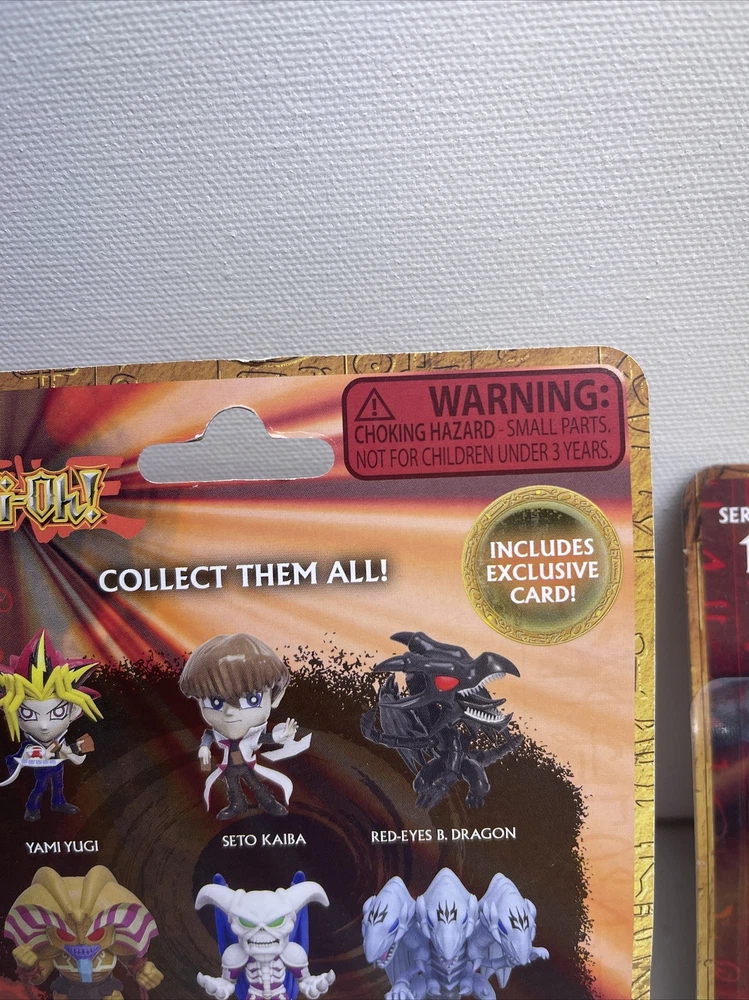 WARNING:
CHOKING HAZARD - SMALL PARTS.
NOT FOR CHILDREN UNDER 3 YEARS.
i-Oh!
COLLECT THEM ALL!
INCLUDES
EXCLUSIVE
CARD!
SER
YAMI YUGI
SETO KAIBA
RED-EYES B. DRAGON